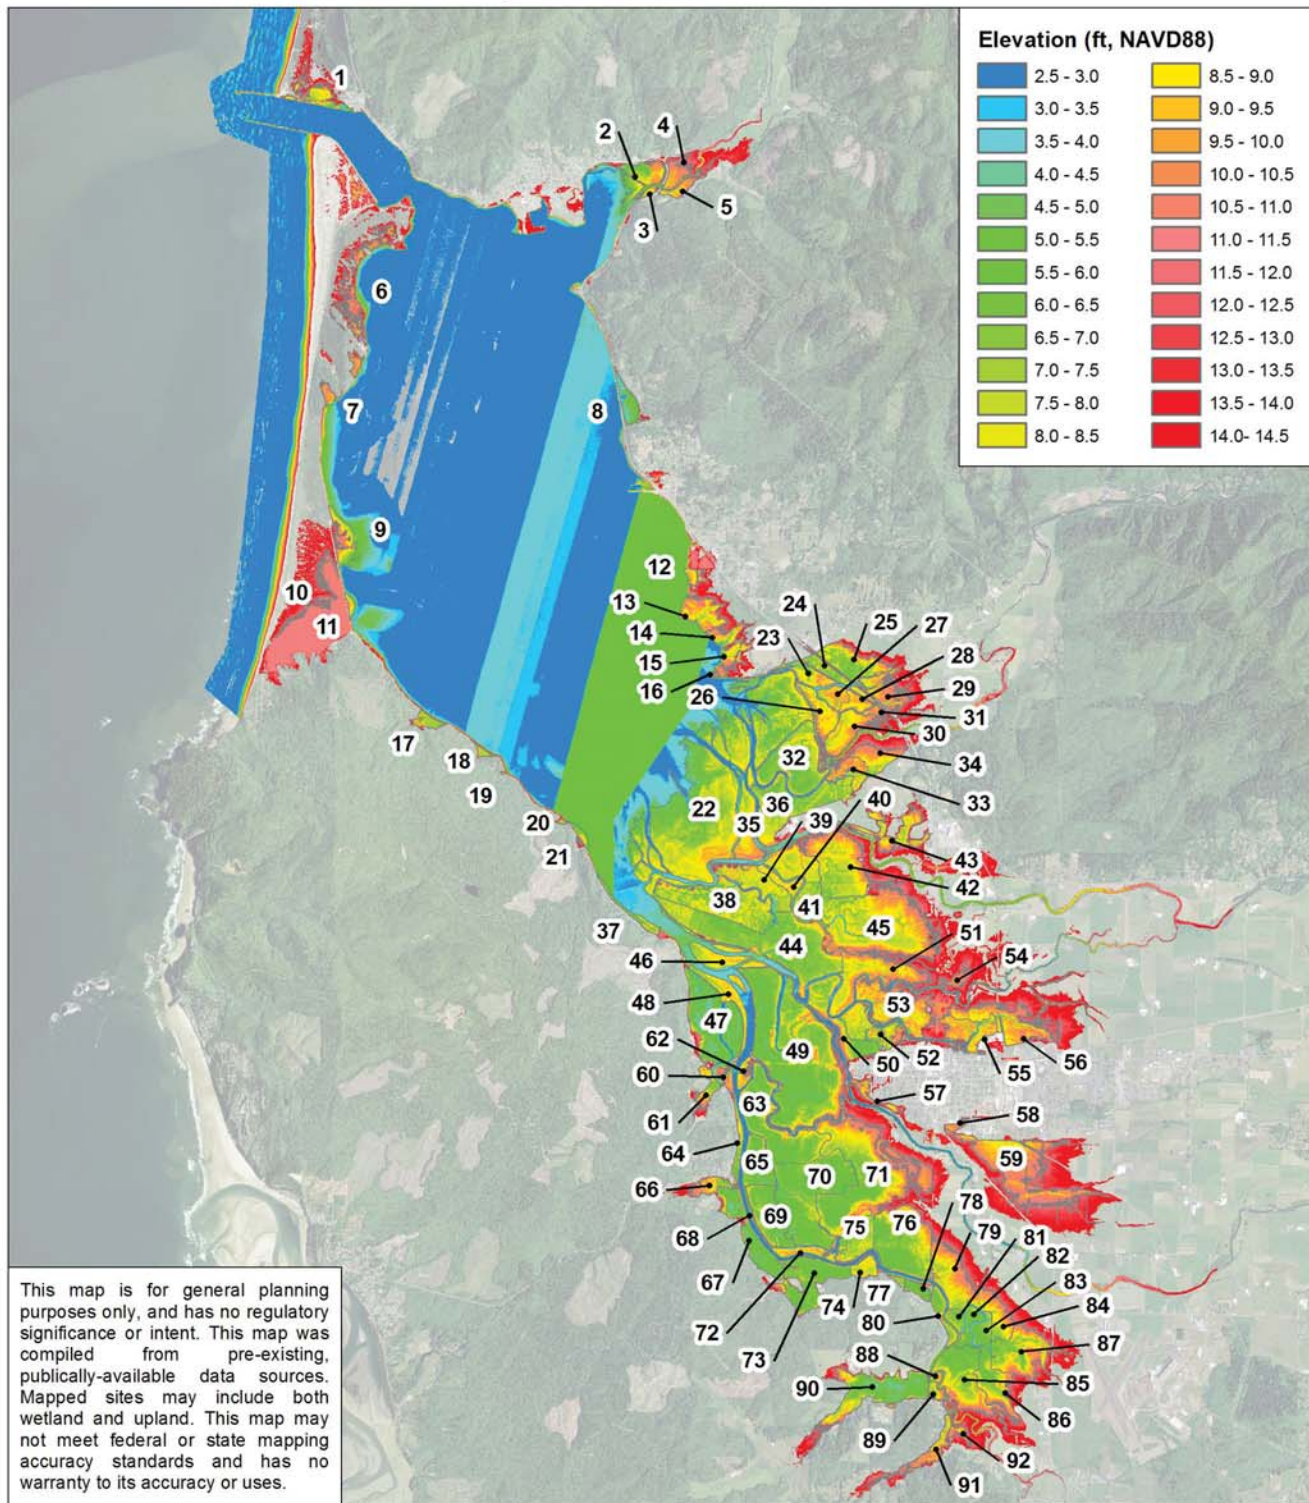 Elevation (ft, NAVD88)
2.5 - 3.0
3.0 - 3.5
3.5 - 4.0
4.0 - 4.5
4.5 - 5.0
5.0 - 5.5
5.5 - 6.0
6.0 - 6.5
6.5 - 7.0
7.0 - 7.5
7.5 - 8.0
8.0 - 8.5
8.5 - 9.0
9.0 - 9.5
9.5 - 10.0
10.0 - 10.5
10.5 - 11.0
11.0 - 11.5
11.5 - 12.0
12.0 - 12.5
12.5 - 13.0
13.0 - 13.5
13.5 - 14.0
14.0- 14.5
1
2
4
3
5
6
7
8
9
10
11
12
13
14
15
16
24
25
23
27
28
26
29
31
30
17
18
19
20
21
32
34
33
22
36
35
39
40
43
42
38
41
45
51
37
44
54
46
48
53
47
62
49
50
52
55
56
60
63
57
61
58
59
64
65
70
71
66
78
69
76
68
75
79
81
82
67
83
84
74
77
72
73
80
87
88
90
85
86
89
92
91
This map is for general planning
purposes only, and has no regulatory
significance or intent. This map was
compiled from pre-existing,
publically-available data sources.
Mapped sites may include both
wetland and upland. This map may
not meet federal or state mapping
accuracy standards and has no
warranty to its accuracy or uses.